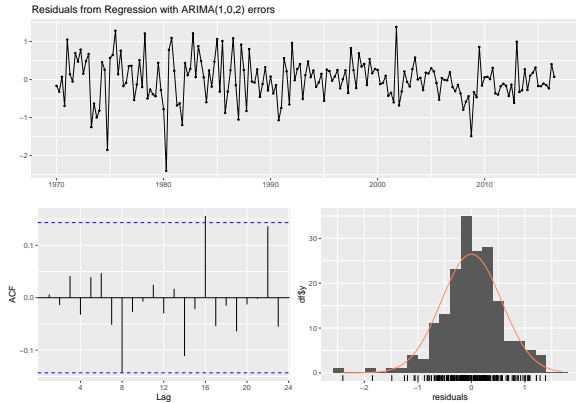 Residuals from Regression with ARIMA(1,0,2) errors
1
0
−1
−2
1970 1980 1990 2000 2010
0.1
0.0
−0.1
ACF
4 8 12 16 20 24
Lag
30
20
10
0
df$y
−2 −1 0 1
residuals